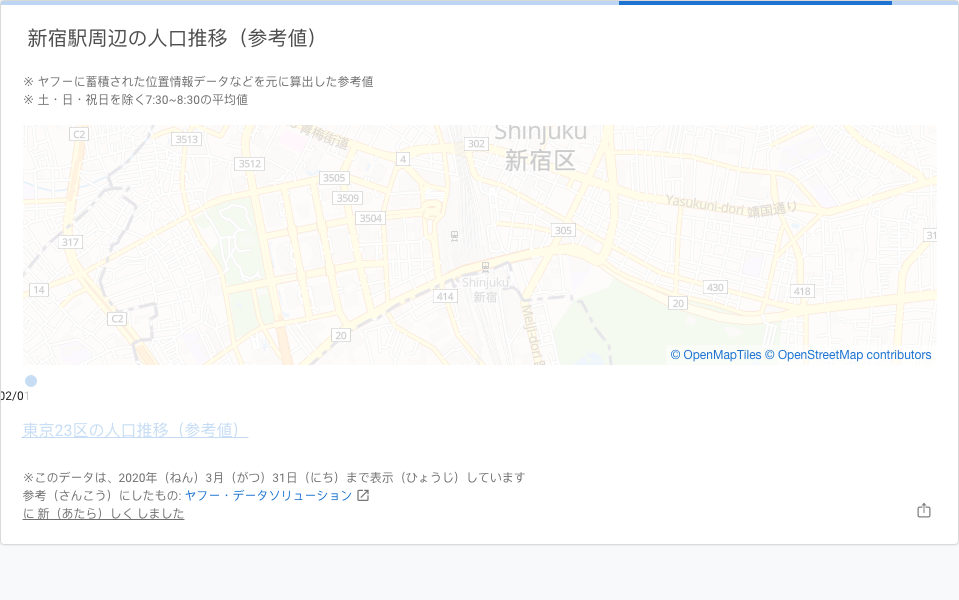 新宿駅周辺の人口推移（参考値）
※ ヤフーに蓄積された位置情報データなどを元に算出した参考値
※ 土・日・祝日を除く7:30~8:30の平均値
C2
3513
青梅街道
4
302
Shinjuku
新宿区
3512
3505
3509
3504
Yasukuni-dori 靖国通り
305
31
317
14
414
Shinjuku
新宿
430
418
20
C2
20
Meiji-dori
© OpenMapTiles © OpenStreetMap contributors
02/01
東京23区の人口推移（参考値）
※このデータは、2020年（ねん）3月（がつ）31日（にち）まで表示（ひょうじ）しています
参考（さんこう）にしたもの: ヤフー・データソリューション
に 新（あたら）しく しました